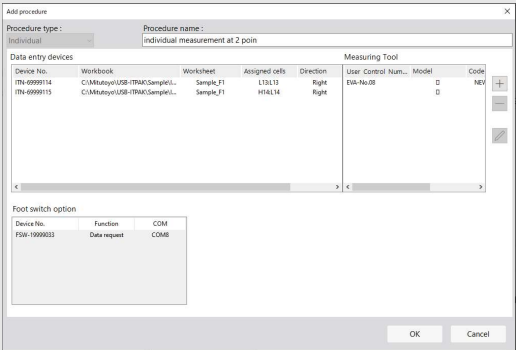 Add procedure
Procedure type :
Procedure name :
Individual
individual measurement at 2 poin
Data entry devices
Measuring Tool
Device No. Workbook Worksheet Assigned cells Direction
User Control Num... Model Code
ITN-69999114 C:\Mitutoyo\USB-ITPAK\Sample\I... Sample_F1 L13:L13 Right
EVA-No.08 NEW
ITN-69999115 C:\Mitutoyo\USB-ITPAK\Sample\I... Sample_F1 H14:L14 Right
Foot switch option
Device No. Function COM
FSW-19999033 Data request COM8
OK
Cancel